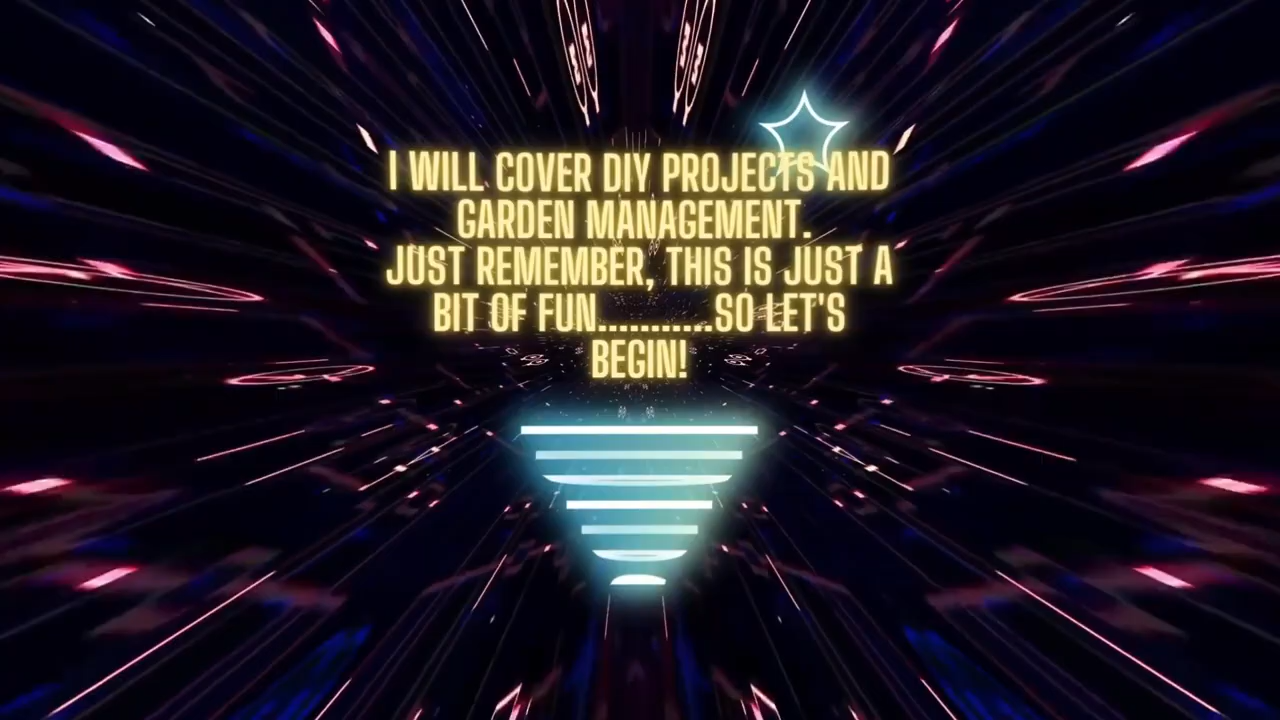 I WILL COVER DIY PROJECTS AND
GARDEN MANAGEMENT.
JUST REMEMBER, THIS IS JUST A
BIT OF FUN...........SO LET'S
BEGIN!